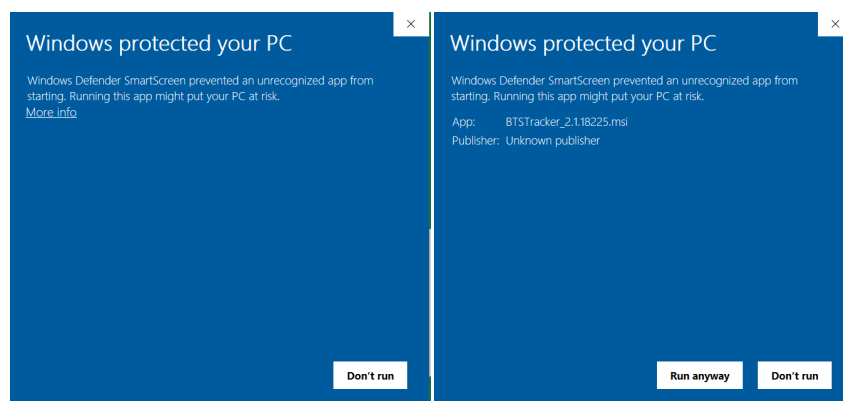 Windows protected your PC
Windows Defender SmartScreen prevented an unrecognized app from
starting. Running this app might put your PC at risk.
More info
Don't run
Windows protected your PC
Windows Defender SmartScreen prevented an unrecognized app from
starting. Running this app might put your PC at risk.
App: BTSTracker_2.1.18225.msi
Publisher: Unknown publisher
Run anyway Don't run